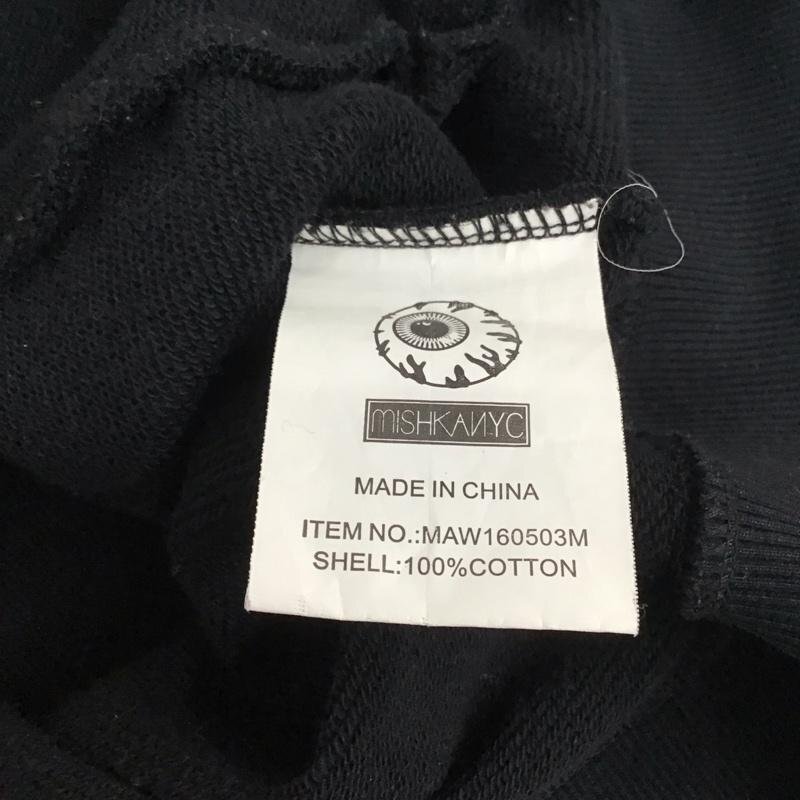 MISHKANYC
MADE IN CHINA
ITEM NO.:MAW160503M
SHELL:100%COTTON